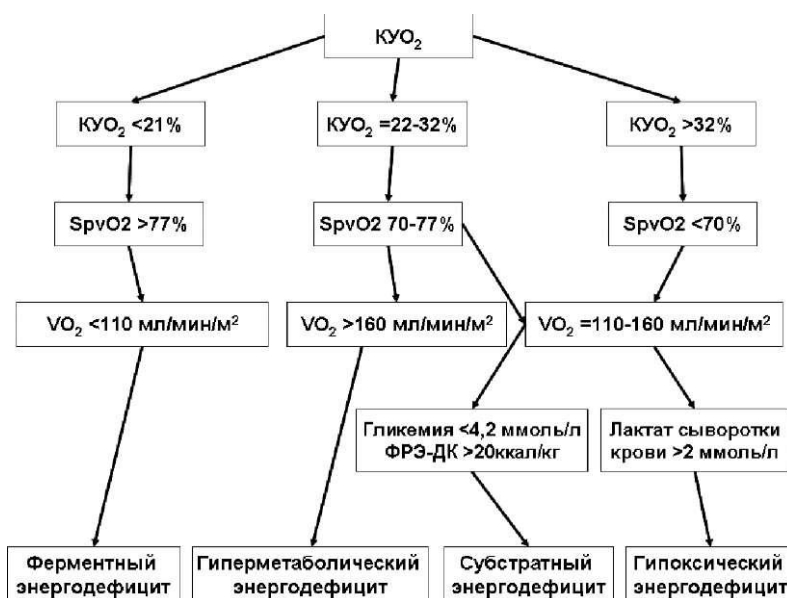 КУО₂
КУО₂ <21%
КУО₂ =22-32%
КУО₂ >32%
SpvO2 >77%
SpvO2 70-77%
SpvO2 <70%
VO₂ <110 мл/мин/м²
VO₂ >160 мл/мин/м²
VO₂ =110-160 мл/мин/м²
Гликемия <4,2 ммоль/л
ФРЭ-ДК >20ккал/кг
Лактат сыворотки
крови >2 ммоль/л
Ферментный
энергодефицит
Гиперметаболический
энергодефицит
Субстратный
энергодефицит
Гипоксический
энергодефицит